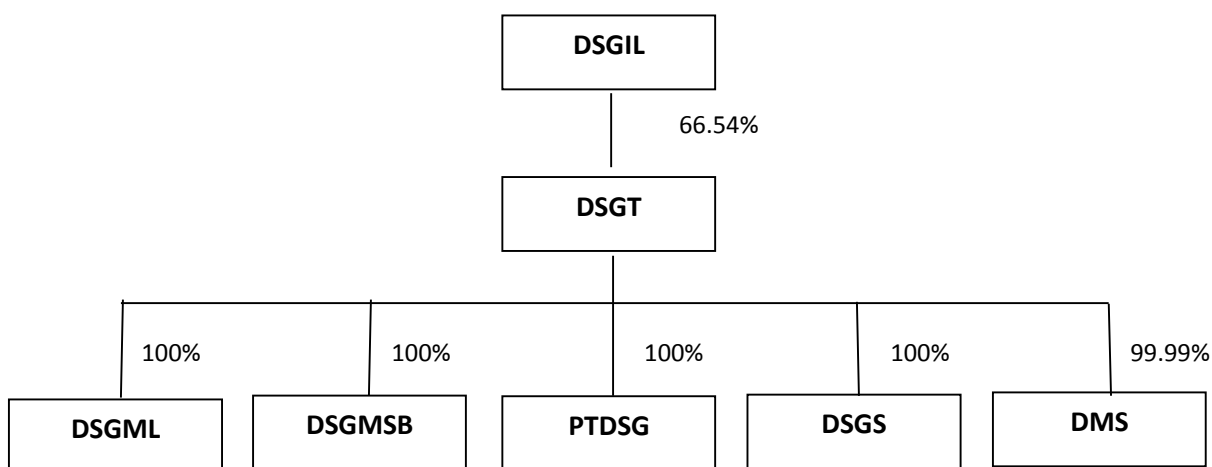 DSGIL
66.54%
DSGT
100% 100% 100% 100% 99.99%
DSGML DSGMSB PTDSG DSGS DMS